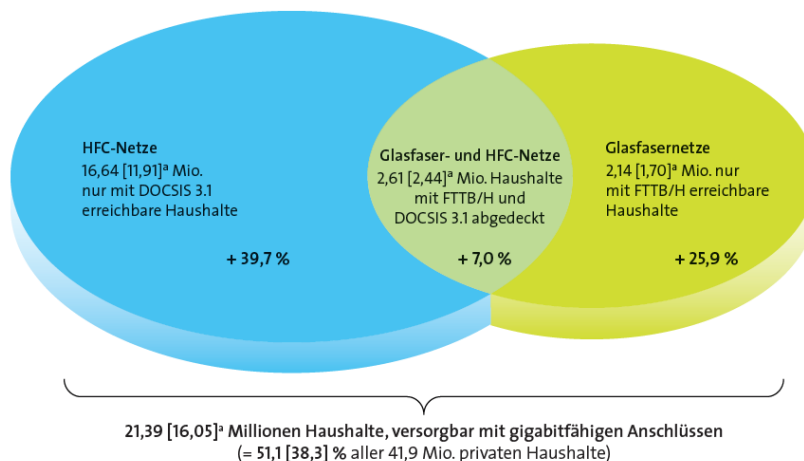 HFC-Netze
16,64 [11,91]ª Mio.
nur mit DOCSIS 3.1
erreichbare Haushalte
+ 39,7 %
Glasfaser- und HFC-Netze
2,61 [2,44]ª Mio. Haushalte
mit FTTB/H und
DOCSIS 3.1 abgedeckt
+ 7,0 %
Glasfasernetze
2,14 [1,70]ª Mio. nur
mit FTTB/H erreichbare
Haushalte
+ 25,9 %
21,39 [16,05]ª Millionen Haushalte, versorgbar mit gigabitfähigen Anschlüssen
(= 51,1 [38,3] % aller 41,9 Mio. privaten Haushalte)